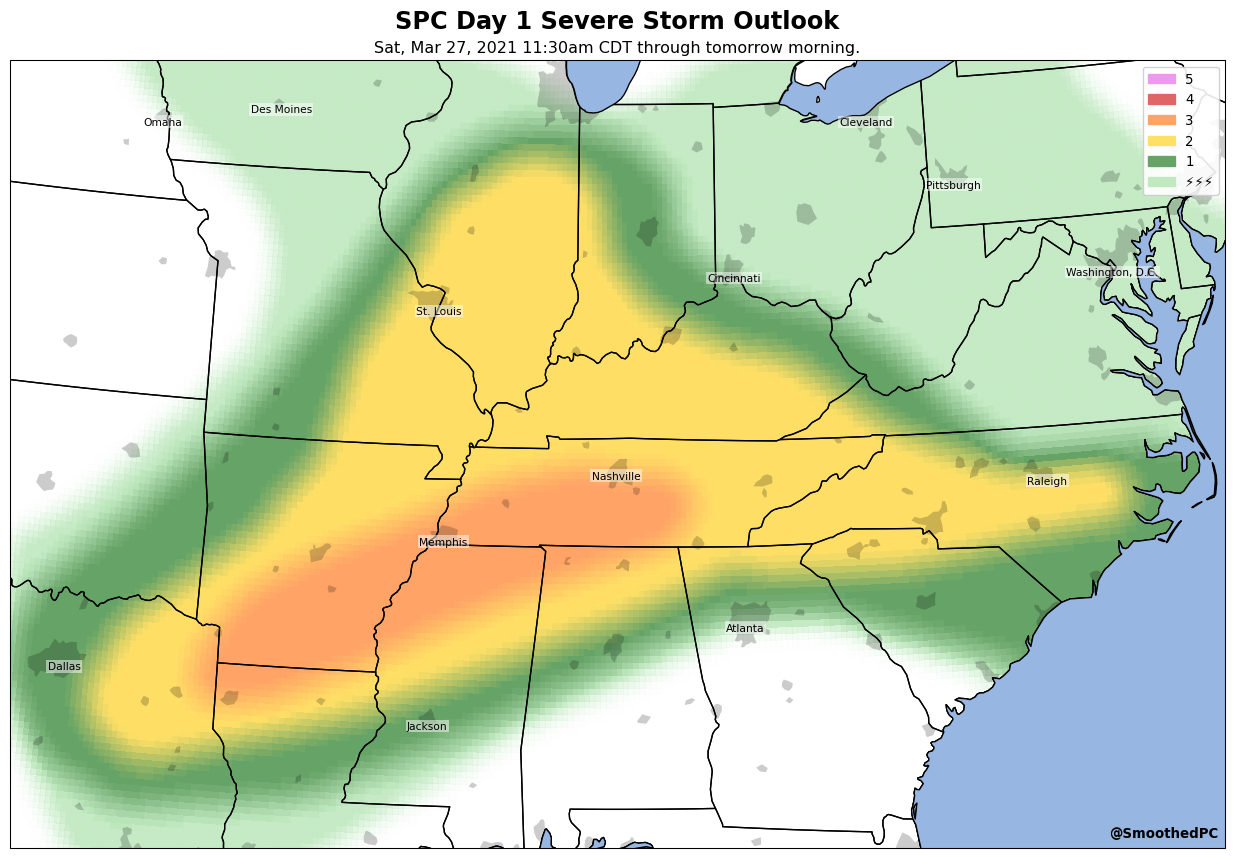 SPC Day 1 Severe Storm Outlook
Sat, Mar 27, 2021 11:30am CDT through tomorrow morning.
5
4
3
2
1
⚡⚡⚡
Des Moines
Omaha
Cleveland
Pittsburgh
Washington, D.C.
Cincinnati
St. Louis
Nashville
Raleigh
Memphis
Atlanta
Dallas
Jackson
@SmoothedPC